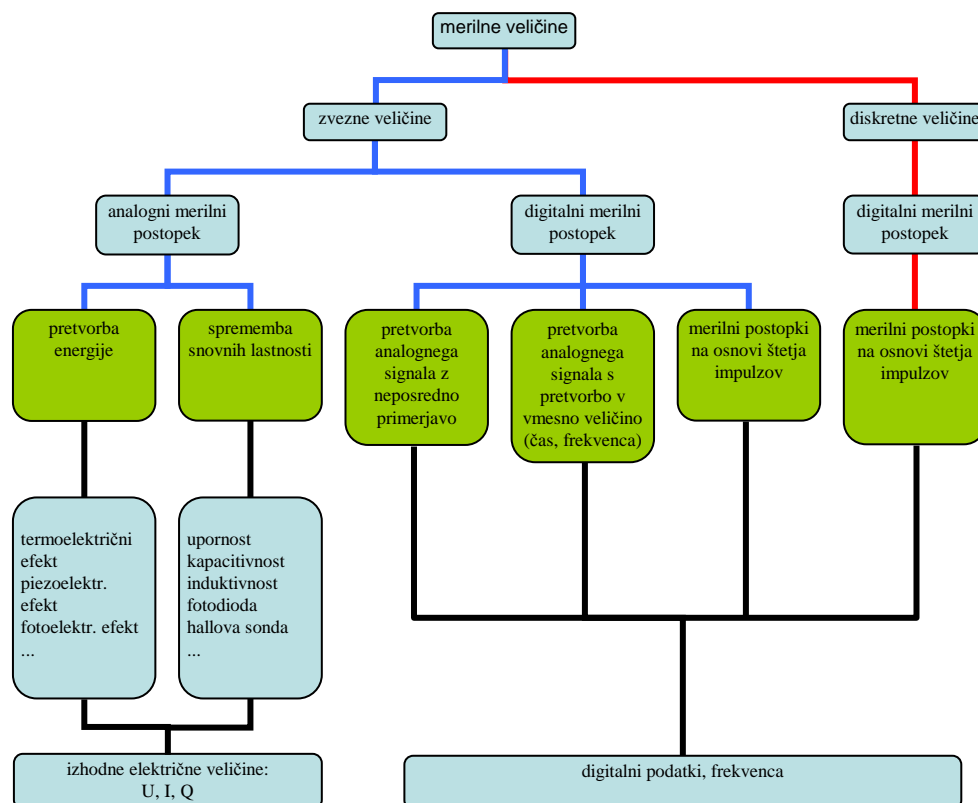 merilne veličine
zvezne veličine
diskretne veličine
analogni merilni
postopek
digitalni merilni
postopek
digitalni merilni
postopek
pretvorba
energije
sprememba
snovnih lastnosti
pretvorba
analognega
signala z
neposredno
primerjavo
pretvorba
analognega
signala s
pretvorbo v
vmesno veličino
(čas, frekvenca)
merilni postopki
na osnovi štetja
impulzov
merilni postopki
na osnovi štetja
impulzov
termoelektrični
efekt
piezoelektr.
efekt
fotoelektr. efekt
...
upornost
kapacitivnost
induktivnost
fotodioda
hallova sonda
...
izhodne električne veličine:
U, I, Q
digitalni podatki, frekvenca